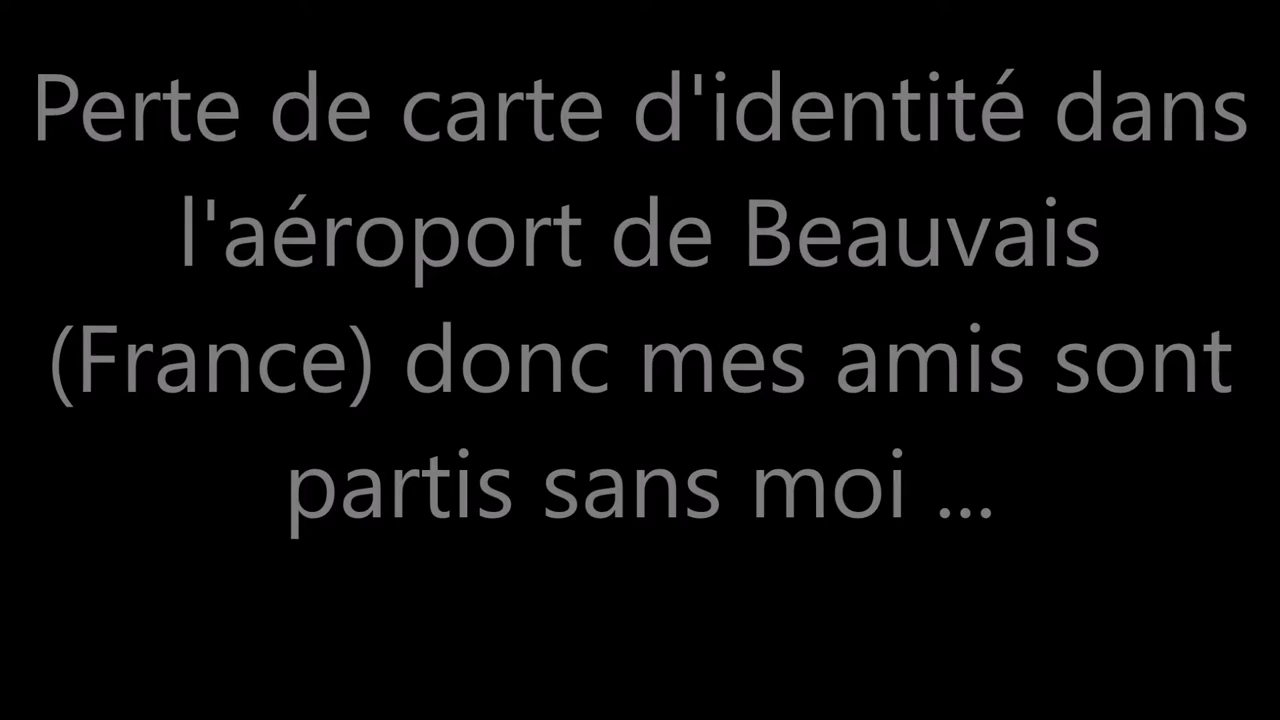 Perte de carte d'identité dans
l'aéroport de Beauvais
(France) donc mes amis sont
partis sans moi ...